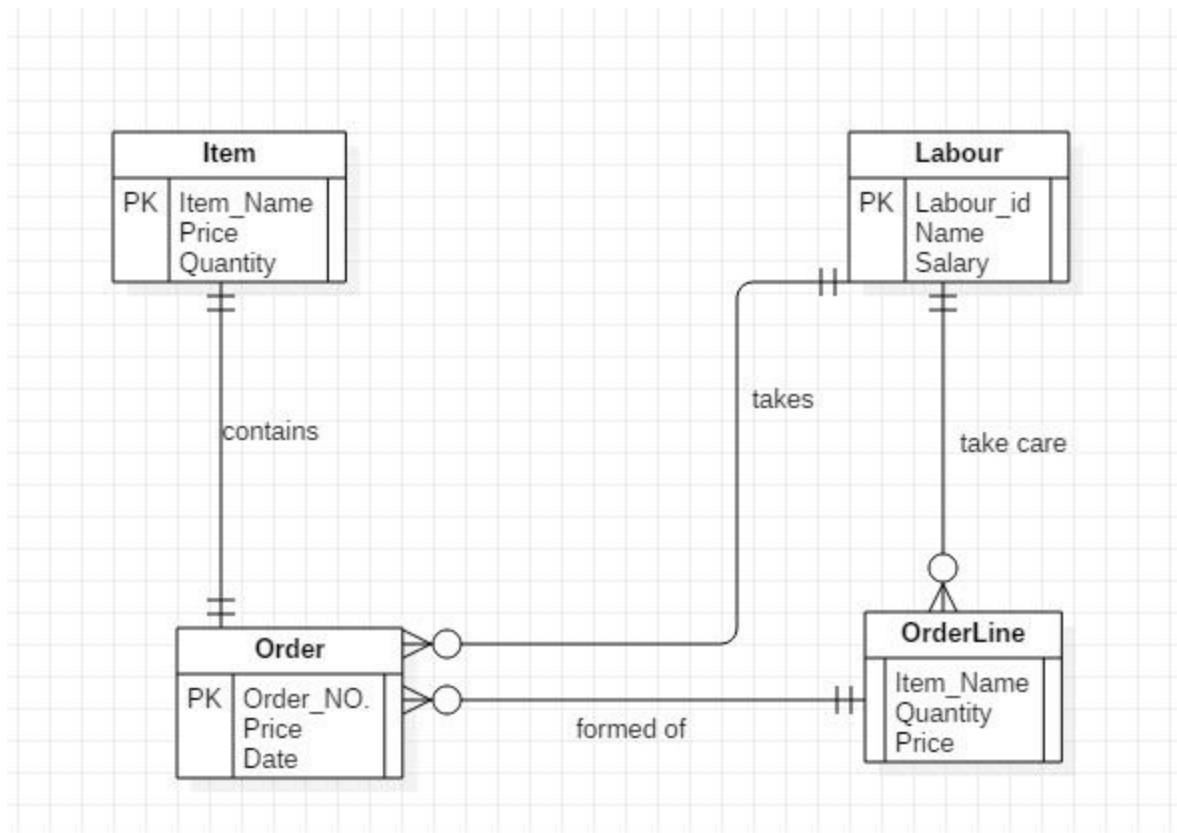 Item
PK Item_Name
Price
Quantity
Labour
PK Labour_id
Name
Salary
takes
contains
take care
Order
PK Order_NO.
Price
Date
formed of
OrderLine
Item_Name
Quantity
Price